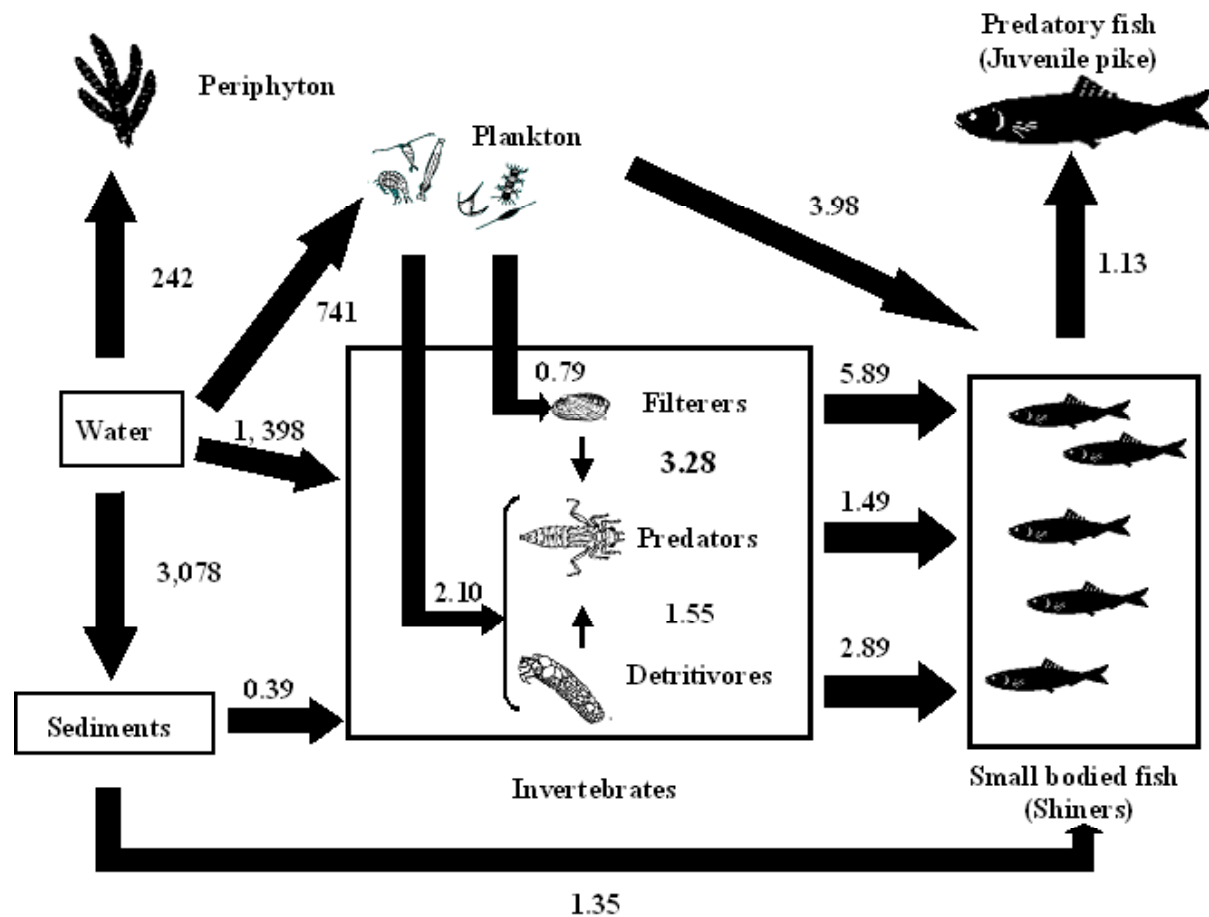 Predatory fish
(Juvenile pike)
Periphyton
Plankton
3.98
1.13
242
741
0.79
5.89
Filterers
Water
1, 398
3.28
1.49
Predators
3,078
2.10
1.55
2.89
Detritivores
0.39
Sediments
Invertebrates
Small bodied fish
(Shiners)
1.35